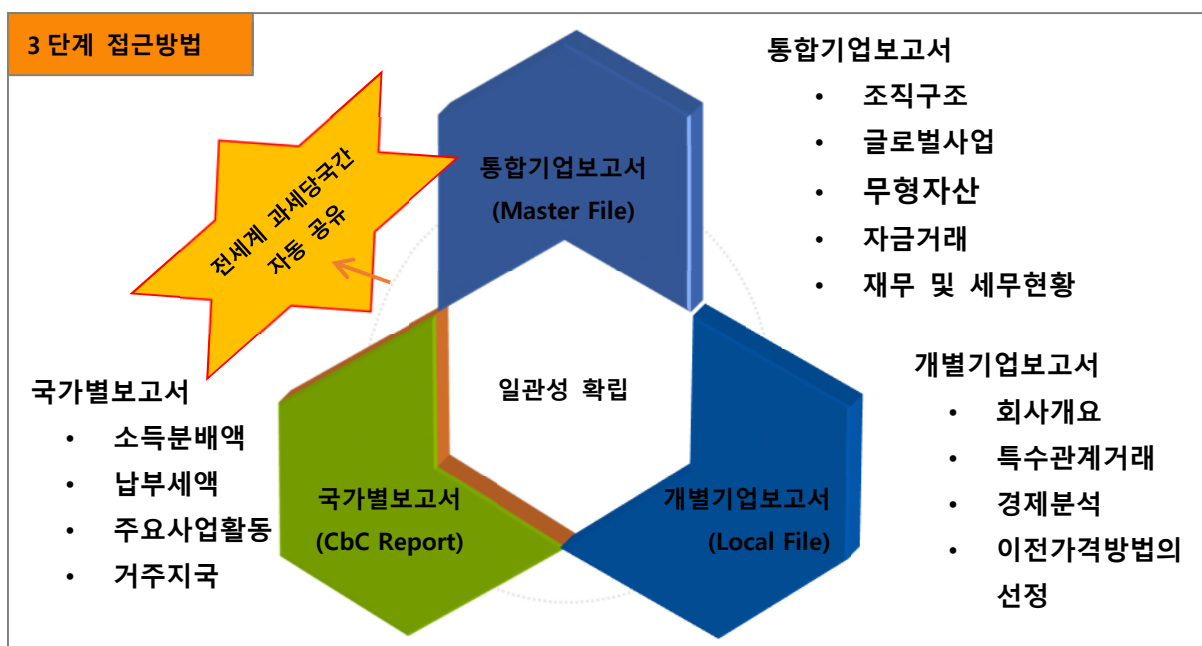 3 단계 접근방법
통합기업보고서
• 조직구조
• 글로벌사업
• 무형자산
• 자금거래
• 재무 및 세무현황
통합기업보고서
(Master File)
전세계 과세당국간
자동 공유
일관성 확립
국가별보고서
• 소득분배액
• 납부세액
• 주요사업활동
• 거주지국
국가별보고서
(CbC Report)
개별기업보고서
(Local File)
개별기업보고서
• 회사개요
• 특수관계거래
• 경제분석
• 이전가격방법의
선정